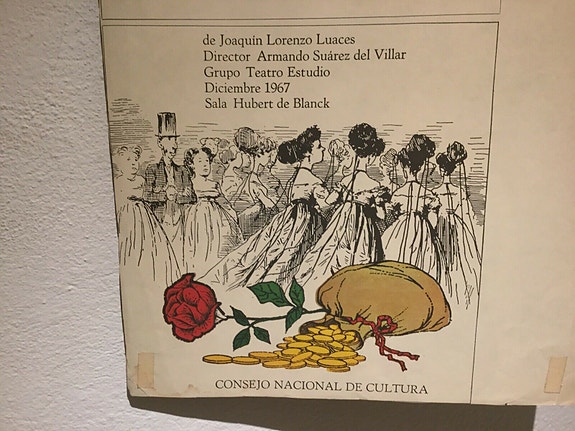 de Joaquín Lorenzo Luaces
Director Armando Suárez del Villar
Grupo Teatro Estudio
Diciembre 1967
Sala Hubert de Blanck
CONSEJO NACIONAL DE CULTURA